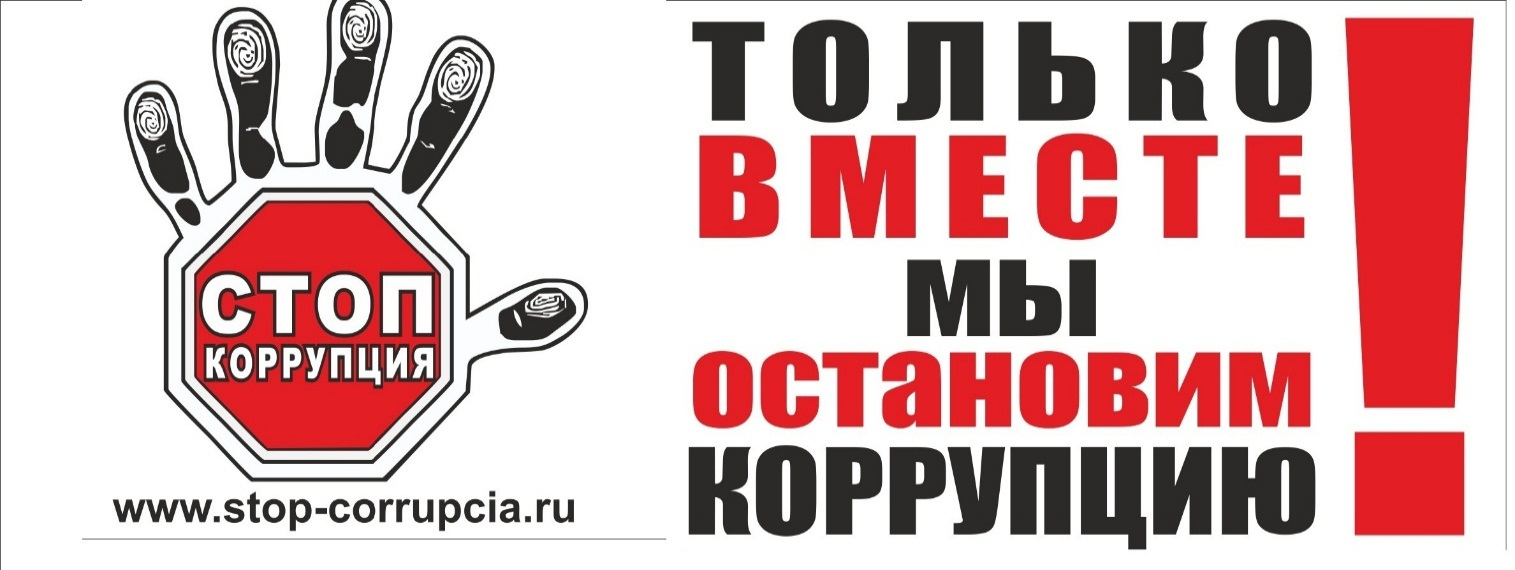 СТОП
КОРРУПЦИЯ
www.stop-corrupcia.ru
ТОЛЬКО
ВМЕСТЕ
МЫ
ОСТАНОВИМ
КОРРУПЦИЮ!